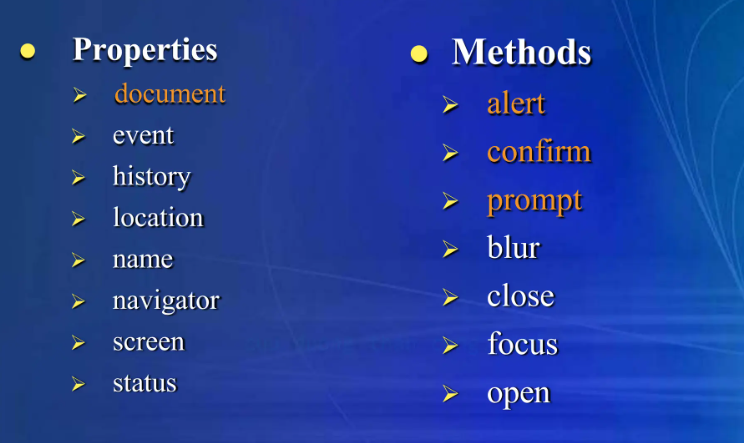 Properties
document
event
history
location
name
navigator
screen
status
Methods
alert
confirm
prompt
blur
close
focus
open